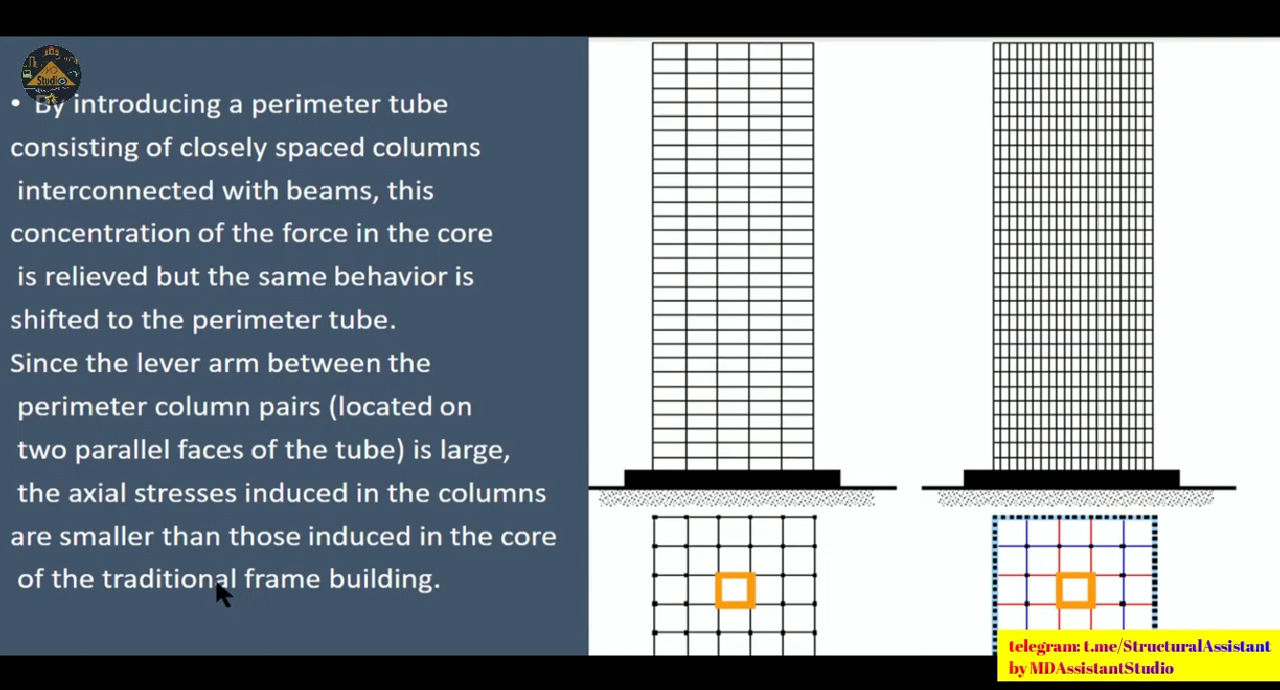 Studio
• By introducing a perimeter tube
consisting of closely spaced columns
interconnected with beams, this
concentration of the force in the core
is relieved but the same behavior is
shifted to the perimeter tube.
Since the lever arm between the
perimeter column pairs (located on
two parallel faces of the tube) is large,
the axial stresses induced in the columns
are smaller than those induced in the core
of the traditional frame building.
telegram: t.me/StructuralAssistant
by MDAssistantStudio